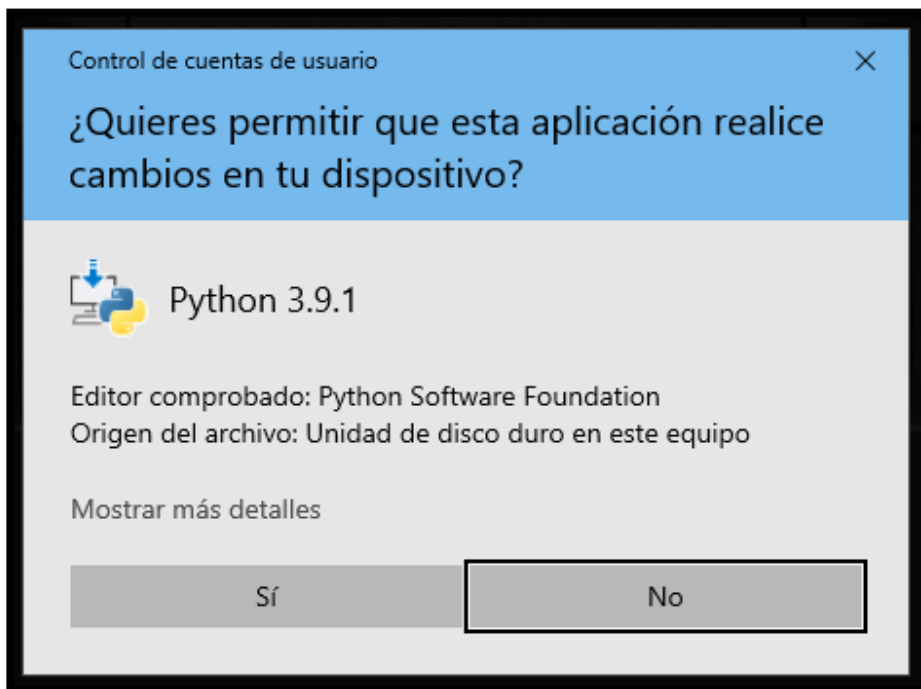 Control de cuentas de usuario
¿Quieres permitir que esta aplicación realice
cambios en tu dispositivo?
Python 3.9.1
Editor comprobado: Python Software Foundation
Origen del archivo: Unidad de disco duro en este equipo
Mostrar más detalles
Sí
No